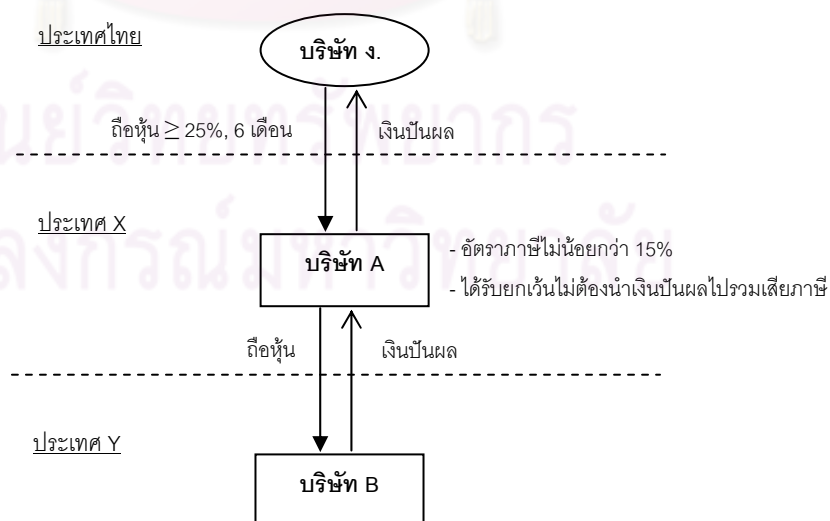 ประเทศไทย
บริษัท ง.
ถือหุ้น ≥ 25%, 6 เดือน
เงินปันผล
ประเทศ X
บริษัท A
- อัตราภาษีไม่น้อยกว่า 15%
- ได้รับยกเว้นไม่ต้องนำเงินปันผลไปรวมเสียภาษี
ถือหุ้น
เงินปันผล
ประเทศ Y
บริษัท B